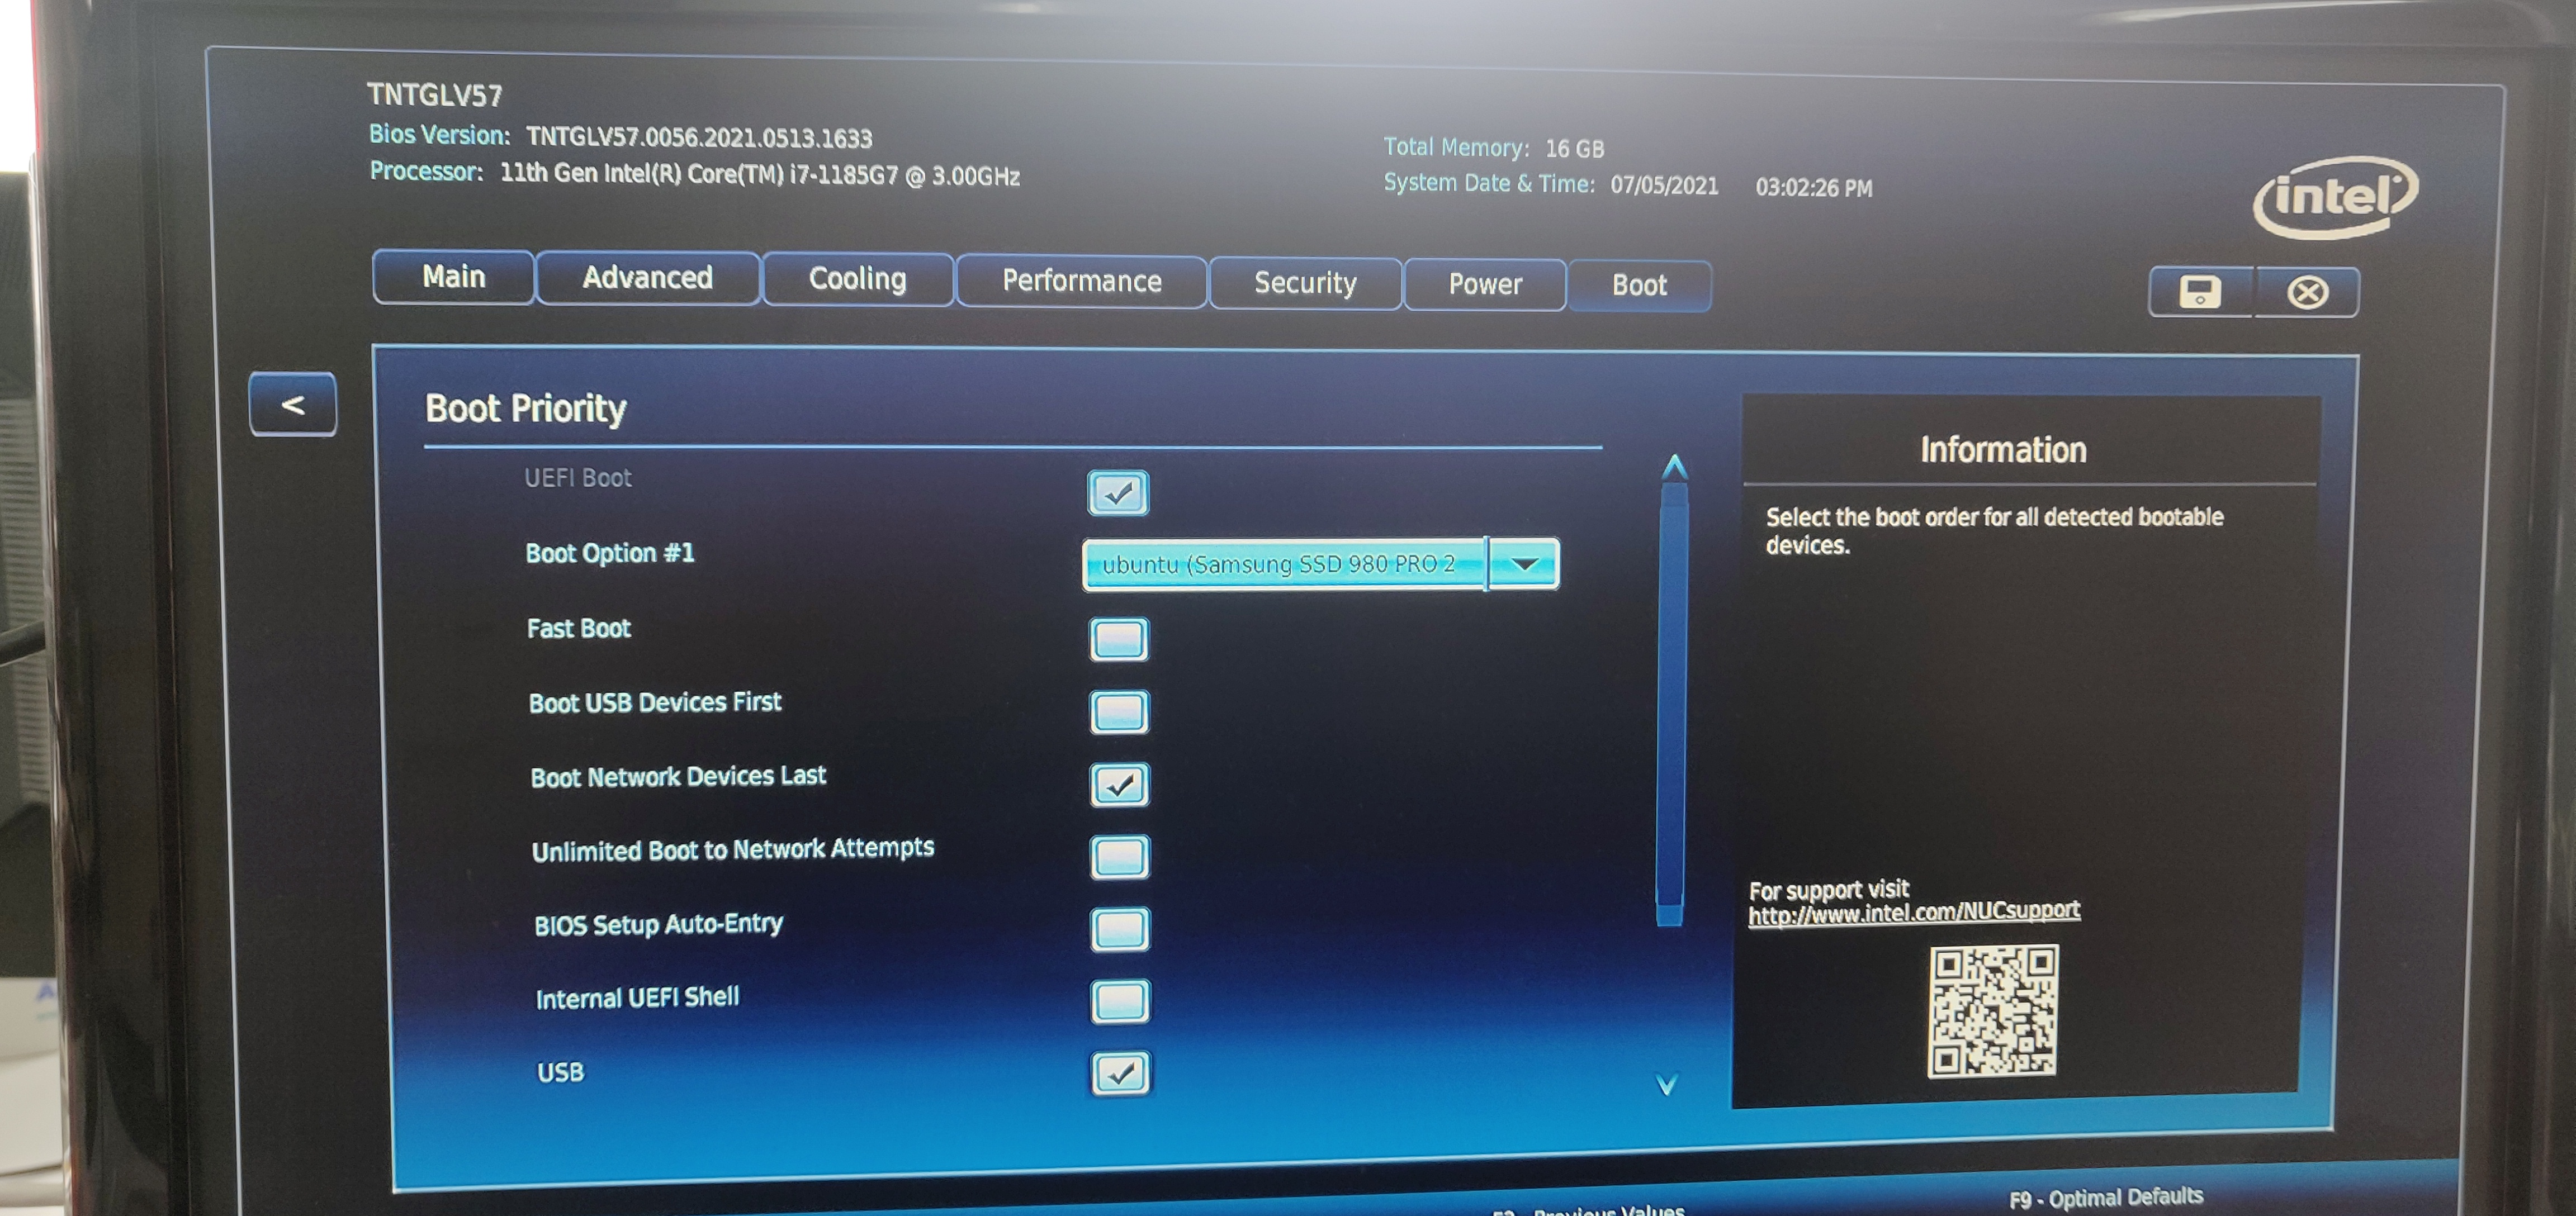 TNTGLV57
Bios Version: TNTGLV57.0056.2021.0513.1633
Processor: 11th Gen Intel(R) Core(TM) i7-1185G7 @ 3.00GHz
Total Memory: 16 GB
System Date & Time: 07/05/2021 03:02:26 PM
intel
Main Advanced Cooling Performance Security Power Boot
<
Boot Priority
UEFI Boot
Boot Option #1 ubuntu (Samsung SSD 980 PRO 2
Fast Boot
Boot USB Devices First
Boot Network Devices Last
Unlimited Boot to Network Attempts
BIOS Setup Auto-Entry
Internal UEFI Shell
USB
Information
Select the boot order for all detected bootable
devices.
For support visit
http://www.intel.com/NUCsupport
Previous Values
F9 - Optimal Defaults